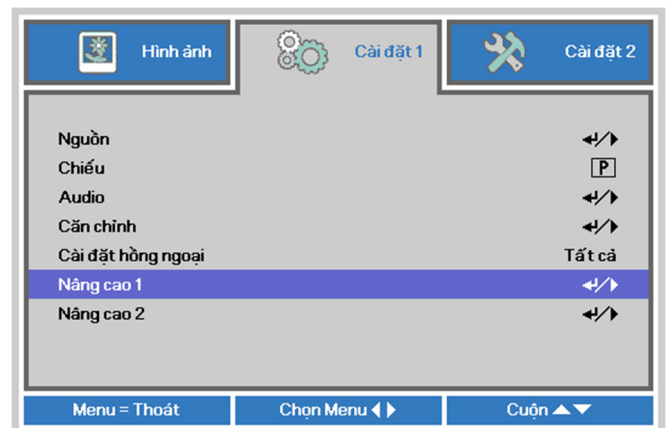 Hình ảnh
Cài đặt 1
Cài đặt 2
Nguồn
Chiếu P
Audio
Căn chỉnh
Cài đặt hồng ngoại Tất cả
Nâng cao 1
Nâng cao 2
Menu = Thoát
Chọn Menu
Cuộn